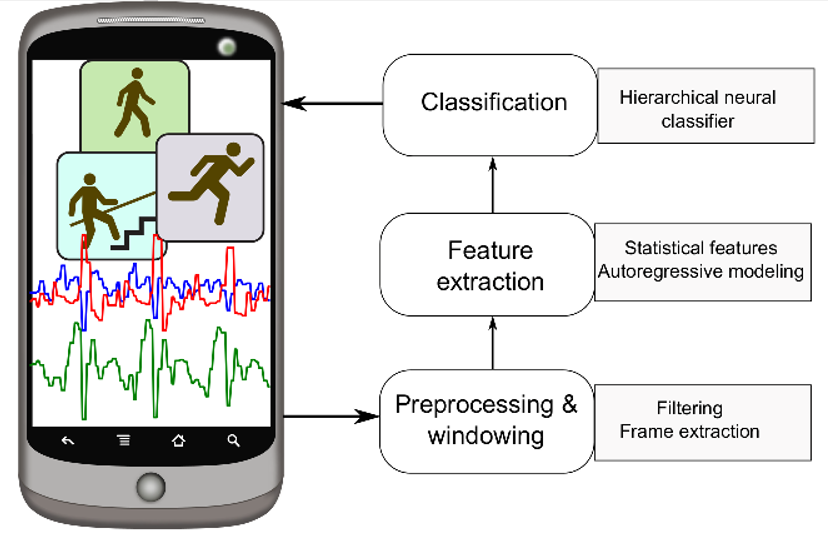 Classification
Hierarchical neural
classifier
Feature
extraction
Statistical features
Autoregressive modeling
Preprocessing &
windowing
Filtering
Frame extraction